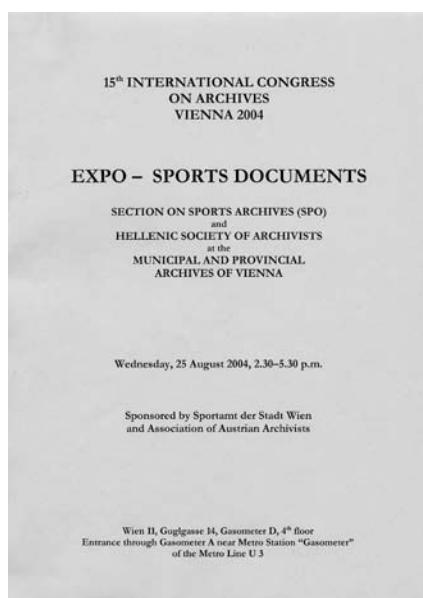 15th INTERNATIONAL CONGRESS
ON ARCHIVES
VIENNA 2004
EXPO – SPORTS DOCUMENTS
SECTION ON SPORTS ARCHIVES (SPO)
and
HELLENIC SOCIETY OF ARCHIVISTS
at the
MUNICIPAL AND PROVINCIAL
ARCHIVES OF VIENNA
Wednesday, 25 August 2004, 2.30–5.30 p.m.
Sponsored by Sportamt der Stadt Wien
and Association of Austrian Archivists
Wien II, Guglgasse 14, Gasometer D, 4th floor
Entrance through Gasometer A near Metro Station "Gasometer"
of the Metro Line U 3